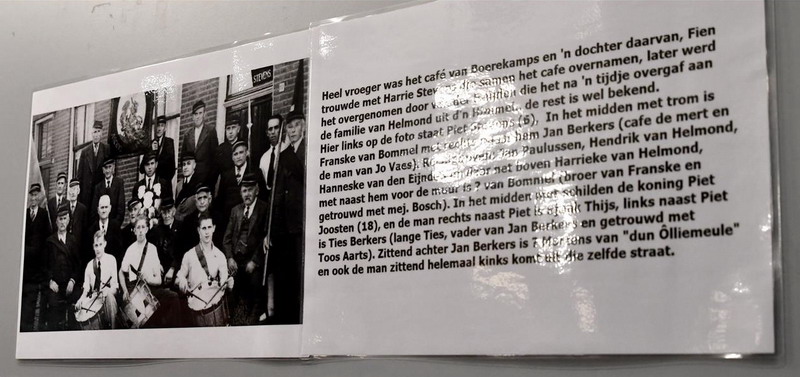 STEVENS
Heel vroeger was het café van Boerekamps en 'n dochter daarvan, Fien
trouwde met Harrie Stevens die samen het cafe overnamen, later werd
het overgenomen door v. der die het na 'n tijdje overgaf aan
de familie van Helmond uit d'n Bommel, de rest is wel bekend.
Hier links op de foto staat Piet (6). In het midden met trom is
Franske van Bommel met rechts naast hem Jan Berkers (cafe de mert en
de man van Jo Vaes). Jan Paulussen, Hendrik van Helmond,
Hanneske van den Eijnde net boven Harrieke van Helmond,
met naast hem voor de muur is ? van Bommel (broer van Franske en
getrouwd met mej. Bosch). In het midden met schilden de koning Piet
Joosten (18), en de man rechts naast Piet is Thijs, links naast Piet
is Ties Berkers (lange Ties, vader van Jan Berkers en getrouwd met
Toos Aarts). Zittend achter Jan Berkers is ? Mertens van "dun Ôlliemeule"
en ook de man zittend helemaal kinks komt uit die zelfde straat.